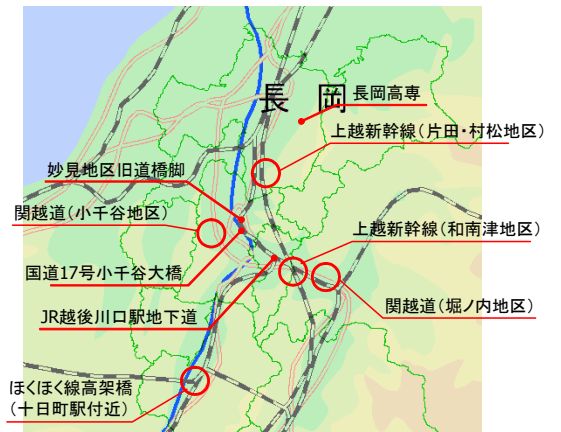 長岡
長岡高専
上越新幹線（片田・村松地区）
妙見地区旧道橋脚
関越道（小千谷地区）
上越新幹線（和南津地区）
国道17号小千谷大橋
関越道（堀ノ内地区）
JR越後川口駅地下道
ほくほく線高架橋
（十日町駅付近）